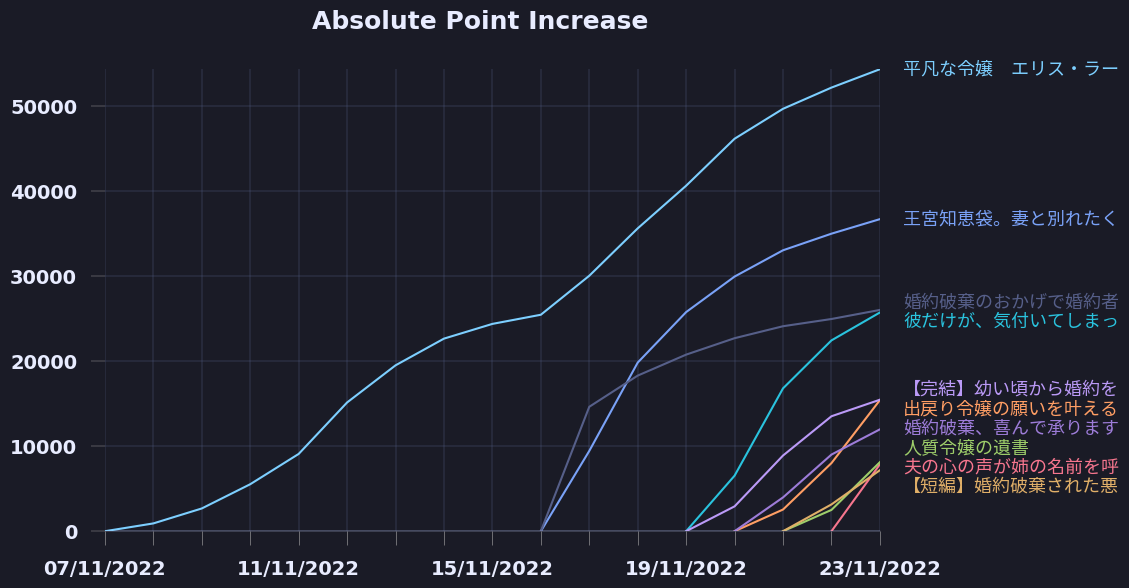 Absolute Point Increase
平凡な令嬢　エリス・ラー
50000
40000
王宮知恵袋。妻と別れたく
30000
婚約破棄のおかげで婚約者
彼だけが、気付いてしまっ
20000
【完結】幼い頃から婚約を
出戻り令嬢の願いを叶える
婚約破棄、喜んで承ります
10000
人質令嬢の遺書
夫の心の声が姉の名前を呼
【短編】婚約破棄された悪
0
07/11/2022 11/11/2022 15/11/2022 19/11/2022 23/11/2022